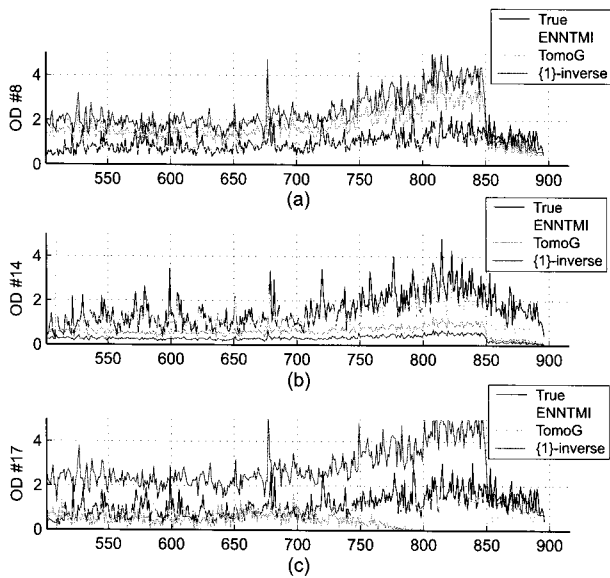 True
ENNTMI
TomoG
{1}-inverse
OD #8
4
2
0
550 600 650 700 750 800 850 900
(a)
True
ENNTMI
TomoG
{1}-inverse
OD #14
4
2
0
550 600 650 700 750 800 850 900
(b)
True
ENNTMI
TomoG
{1}-inverse
OD #17
4
2
0
550 600 650 700 750 800 850 900
(c)